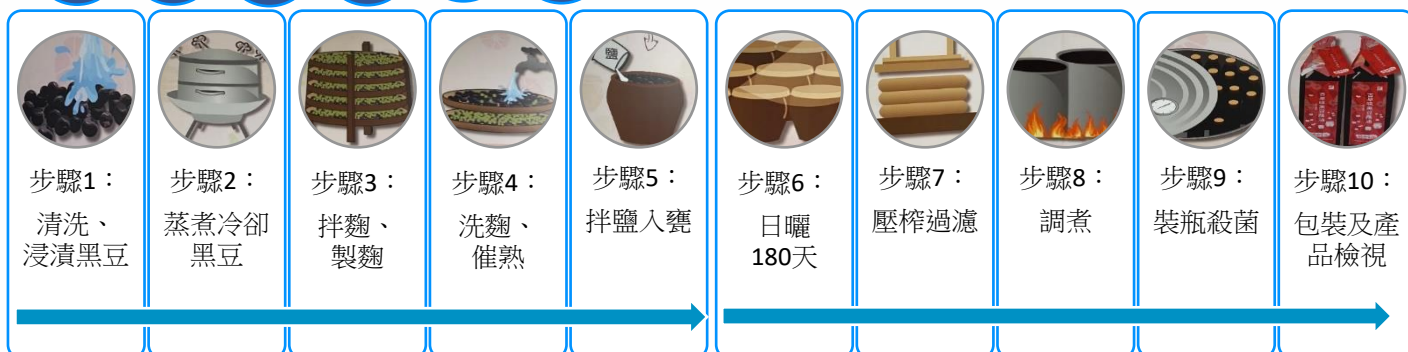 鹽
步驟1：
清洗、
浸漬黑豆
步驟2：
蒸煮冷卻
黑豆
步驟3：
拌麴、
製麴
步驟4：
洗麴、
催熟
步驟5：
拌鹽入甕
步驟6：
日曬
180天
步驟7：
壓榨過濾
步驟8：
調煮
步驟9：
裝瓶殺菌
步驟10：
包裝及產
品檢視